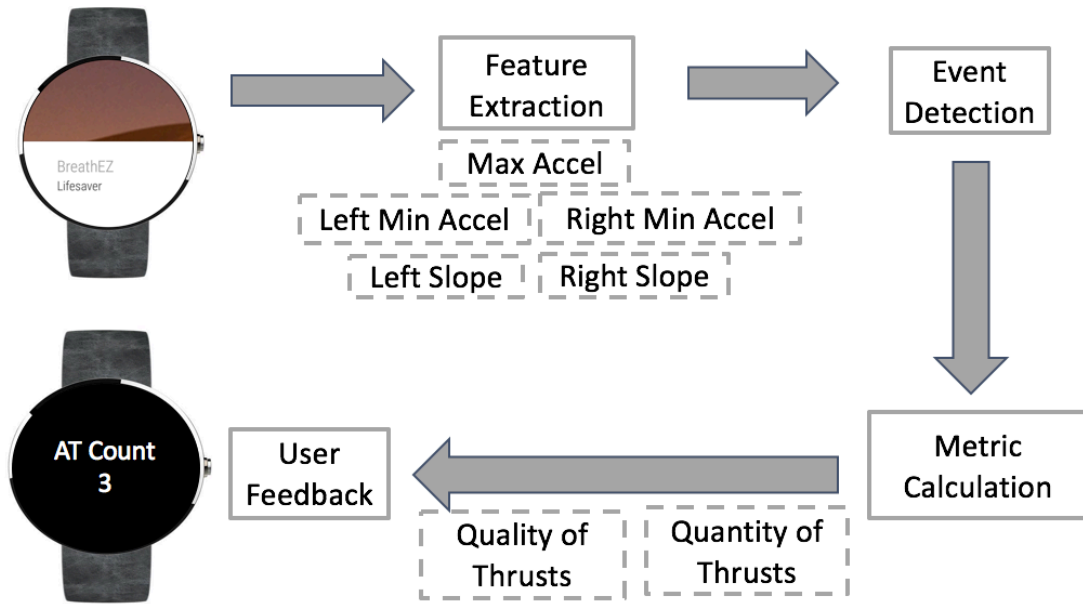 BreathEZ
Lifesaver
Feature
Extraction
Max Accel
Left Min Accel
Right Min Accel
Left Slope
Right Slope
Event
Detection
Metric
Calculation
Quality of
Thrusts
Quantity of
Thrusts
User
Feedback
AT Count
3